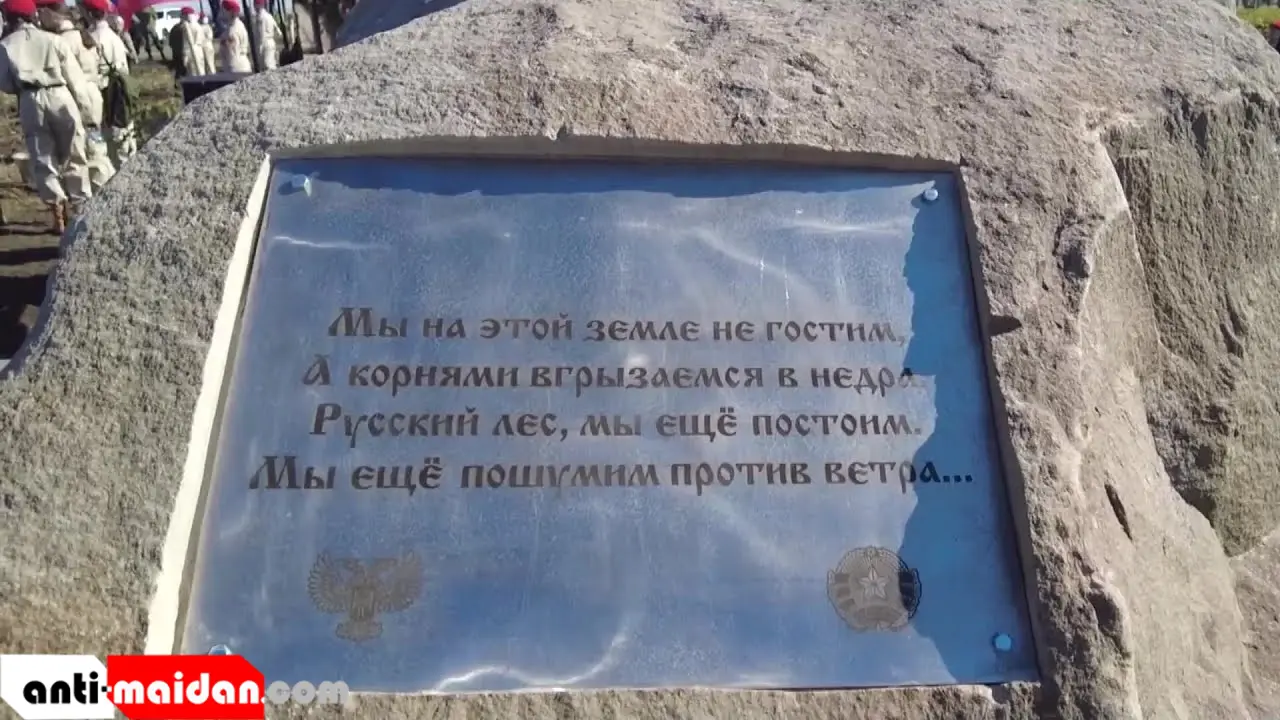 Мы на этой земле не гостим,
А корнями вгрызаемся в недра.
Русский лес, мы ещё постоим.
Мы ещё пошумим против ветра...
anti-maidan.com